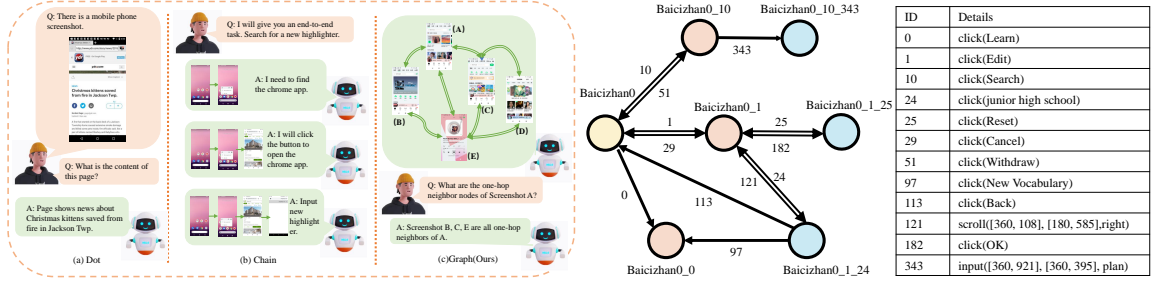 Q: There is a mobile phone
screenshot.
Christmas kittens saved
from fire in Jackson Twp.
Q: What is the content of
this page?
A: Page shows news about
Christmas kittens saved from
fire in Jackson Twp.
(a) Dot
Q: I will give you an end-to-end
task. Search for a new highlighter.
A: I need to find
the chrome app.
A: I will click
the button to
open the
chrome app.
A: Input
new
highlight
er.
(b) Chain
(A)
(B)
(C)
(D)
(E)
Q: What are the one-hop
neighbor nodes of Screenshot A?
A: Screenshot B, C, E are all one-hop
neighbors of A.
(c)Graph(Ours)
Baicizhan0_10
Baicizhan0_10_343
343
10
51
Baicizhan0
Baicizhan0_1
Baicizhan0_1_25
1
29
25
182
0
121
24
113
97
Baicizhan0_0
Baicizhan0_1_24
ID Details
0 click(Learn)
1 click(Edit)
10 click(Search)
24 click(junior high school)
25 click(Reset)
29 click(Cancel)
51 click(Withdraw)
97 click(New Vocabulary)
113 click(Back)
121 scroll([360, 108], [180, 585],right)
182 click(OK)
343 input([360, 921], [360, 395], plan)